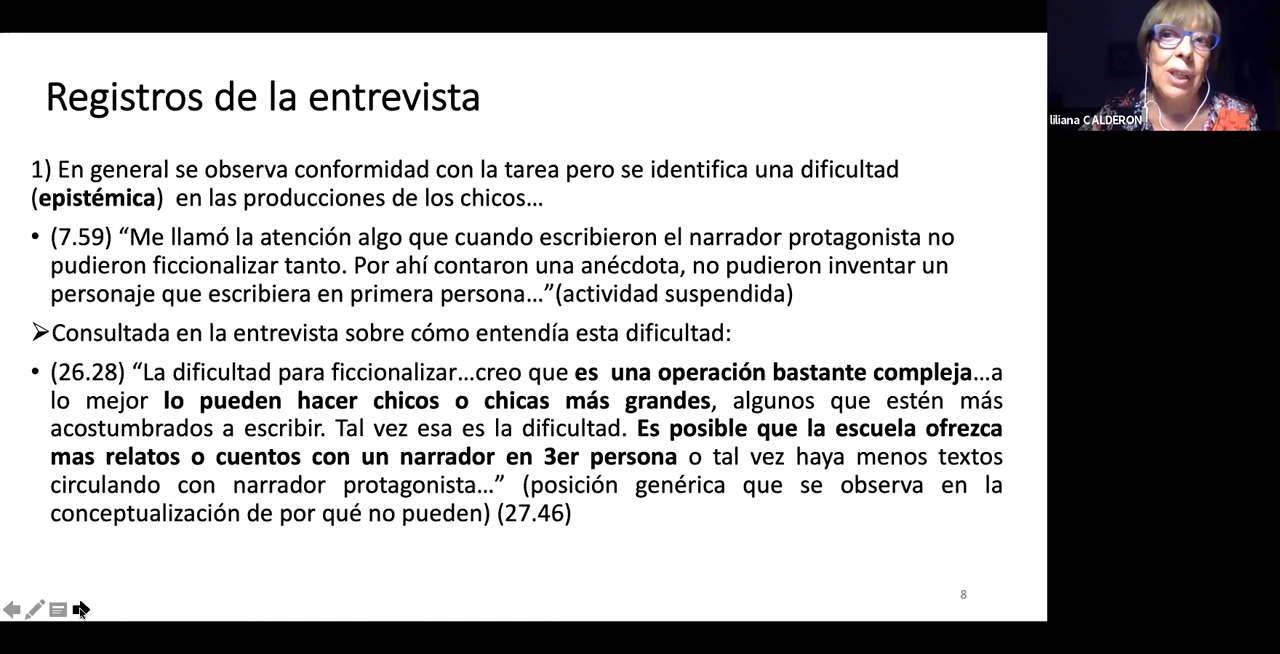 Registros de la entrevista
1) En general se observa conformidad con la tarea pero se identifica una dificultad
(epistémica)  en las producciones de los chicos…
• (7.59) “Me llamó la atención algo que cuando escribieron el narrador protagonista no
pudieron ficcionalizar tanto. Por ahí contaron una anécdota, no pudieron inventar un
personaje que escribiera en primera persona…”(actividad suspendida)
➢Consultada en la entrevista sobre cómo entendía esta dificultad:
• (26.28) “La dificultad para ficcionalizar…creo que es  una operación bastante compleja…a
lo mejor lo pueden hacer chicos o chicas más grandes, algunos que estén más
acostumbrados a escribir. Tal vez esa es la dificultad. Es posible que la escuela ofrezca
mas relatos o cuentos con un narrador en 3er persona o tal vez haya menos textos
circulando con narrador protagonista…” (posición genérica que se observa en la
conceptualización de por qué no pueden) (27.46)
8
liliana CALDERON